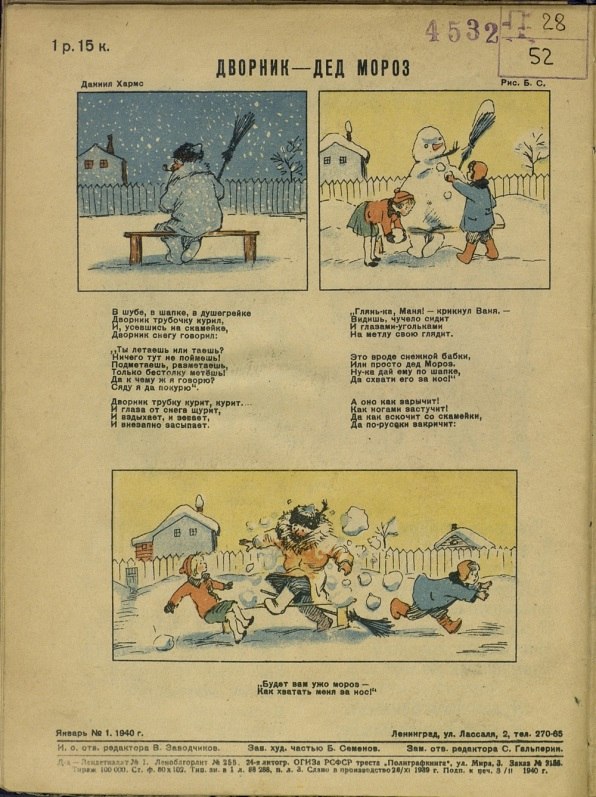 45327
28
52
1 р. 15 к.
ДВОРНИК—ДЕД МОРОЗ
Даниил Хармс
Рис. Б. С.
В шубе, в шапке, в душегрейке
Дворник трубочку курил,
И, усевшись на скамейке,
Дворник снегу говорил:
„Ты летаешь или таешь?
Ничего тут не поймешь!
Подметаешь, разметаешь,
Только бестолку метёшь!
Да к чему ж я говорю?
Сяду я да покурю".
Дворник трубку курит, курит...
И глаза от снега щурит,
И вздыхает, и зевает,
И внезапно засыпает.
„Глянь-ка, Маня! — крикнул Ваня. —
Видишь, чучело сидит
И глазами-угольками
На метлу свою глядит.
Это вроде снежной бабки,
Или просто дед Мороз.
Ну-ка дай ему по шапке,
Да схвати его за нос!"
А оно как зарычит!
Как ногами застучит!
Да как вскочит со скамейки,
Да по-русски закричит:
„Будет вам ужо мороз —
Как хватать меня за нос!"
Январь № 1. 1940 г.
Ленинград, ул. Лассаля, 2, тел. 270-65
И. о. отв. редактора В. Заводчиков. Зав. худ. частью Б. Семенов. Зам. отв. редактора С. Гальперин.
Лендетиздат № 1. Леноблгорлит № 255. 24-я литогр. ОГИЗа РСФСР треста „Полиграфкнига", ул. Мира, 3. Заказ №
Тираж 100 000. Ст. ф. 80 х 102. Тип. зн. в 1 л. 88 288, п. л. 3. Сдано в производство 28/XI 1939 г. Подп. к печ. 3/II 1940 г.